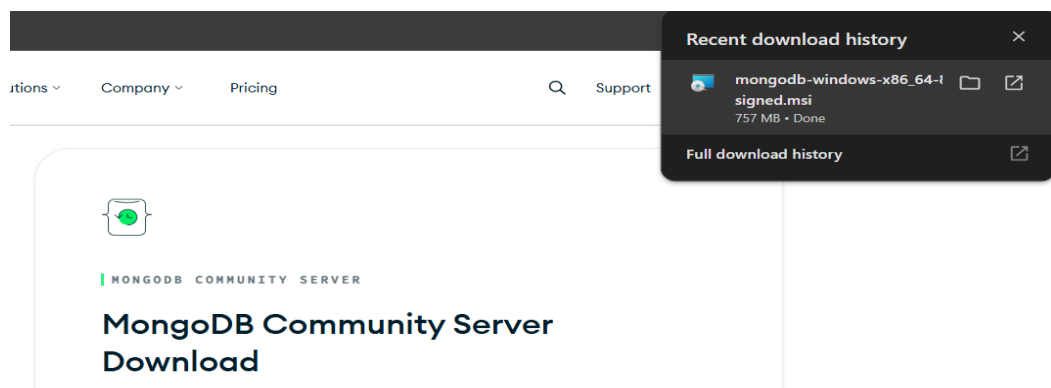 utions Company Pricing Support
Recent download history
mongodb-windows-x86_64-8
signed.msi
757 MB • Done
Full download history
MONGODB COMMUNITY SERVER
MongoDB Community Server
Download